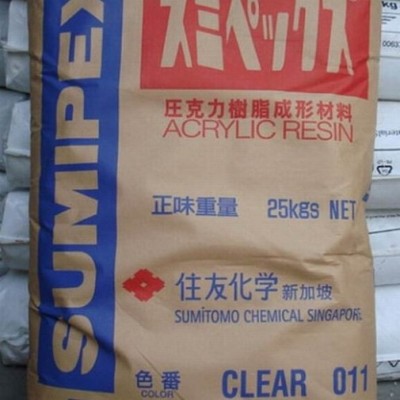 SUMIPEX
スミペックス
圧克力樹脂成形材料
ACRYLIC RESIN
正味重量 25kgs NET
住友化学 新加坡
SUMITOMO CHEMICAL SINGAPORE
色番 CLEAR 011
COLOR
kg